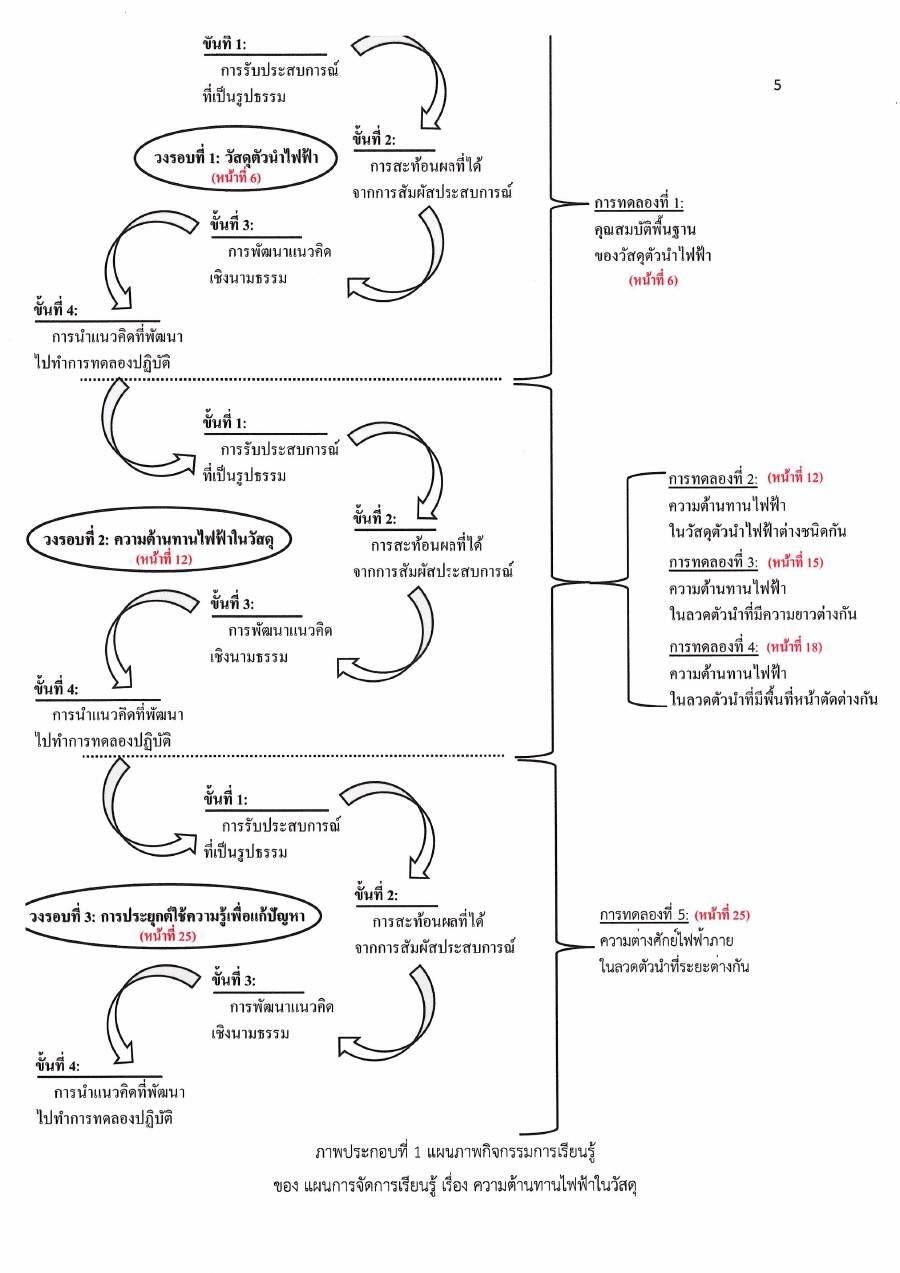 5
ขั้นที่ 1:
การรับประสบการณ์
ที่เป็นรูปธรรม
ขั้นที่ 2:
การสะท้อนผลที่ได้
จากการสัมผัสประสบการณ์
วงรอบที่ 1: วัสดุตัวนำไฟฟ้า
(หน้าที่ 6)
ขั้นที่ 3:
การพัฒนาแนวคิด
เชิงนามธรรม
ขั้นที่ 4:
การนำแนวคิดที่พัฒนา
ไปทำการทดลองปฏิบัติ
การทดลองที่ 1:
คุณสมบัติพื้นฐาน
ของวัสดุตัวนำไฟฟ้า
(หน้าที่ 6)
ขั้นที่ 1:
การรับประสบการณ์
ที่เป็นรูปธรรม
ขั้นที่ 2:
การสะท้อนผลที่ได้
จากการสัมผัสประสบการณ์
วงรอบที่ 2: ความต้านทานไฟฟ้าในวัสดุ
(หน้าที่ 12)
ขั้นที่ 3:
การพัฒนาแนวคิด
เชิงนามธรรม
ขั้นที่ 4:
การนำแนวคิดที่พัฒนา
ไปทำการทดลองปฏิบัติ
การทดลองที่ 2: (หน้าที่ 12)
ความต้านทานไฟฟ้า
ในวัสดุตัวนำไฟฟ้าต่างชนิดกัน
การทดลองที่ 3: (หน้าที่ 15)
ความต้านทานไฟฟ้า
ในลวดตัวนำที่มีความยาวต่างกัน
การทดลองที่ 4: (หน้าที่ 18)
ความต้านทานไฟฟ้า
ในลวดตัวนำที่มีพื้นที่หน้าตัดต่างกัน
ขั้นที่ 1:
การรับประสบการณ์
ที่เป็นรูปธรรม
ขั้นที่ 2:
การสะท้อนผลที่ได้
จากการสัมผัสประสบการณ์
วงรอบที่ 3: การประยุกต์ใช้ความรู้เพื่อแก้ปัญหา
(หน้าที่ 25)
ขั้นที่ 3:
การพัฒนาแนวคิด
เชิงนามธรรม
ขั้นที่ 4:
การนำแนวคิดที่พัฒนา
ไปทำการทดลองปฏิบัติ
การทดลองที่ 5: (หน้าที่ 25)
ความต่างศักย์ไฟฟ้าภาย
ในลวดตัวนำที่ระยะต่างกัน
ภาพประกอบที่ 1 แผนภาพกิจกรรมการเรียนรู้
ของ แผนการจัดการเรียนรู้ เรื่อง ความต้านทานไฟฟ้าในวัสดุ